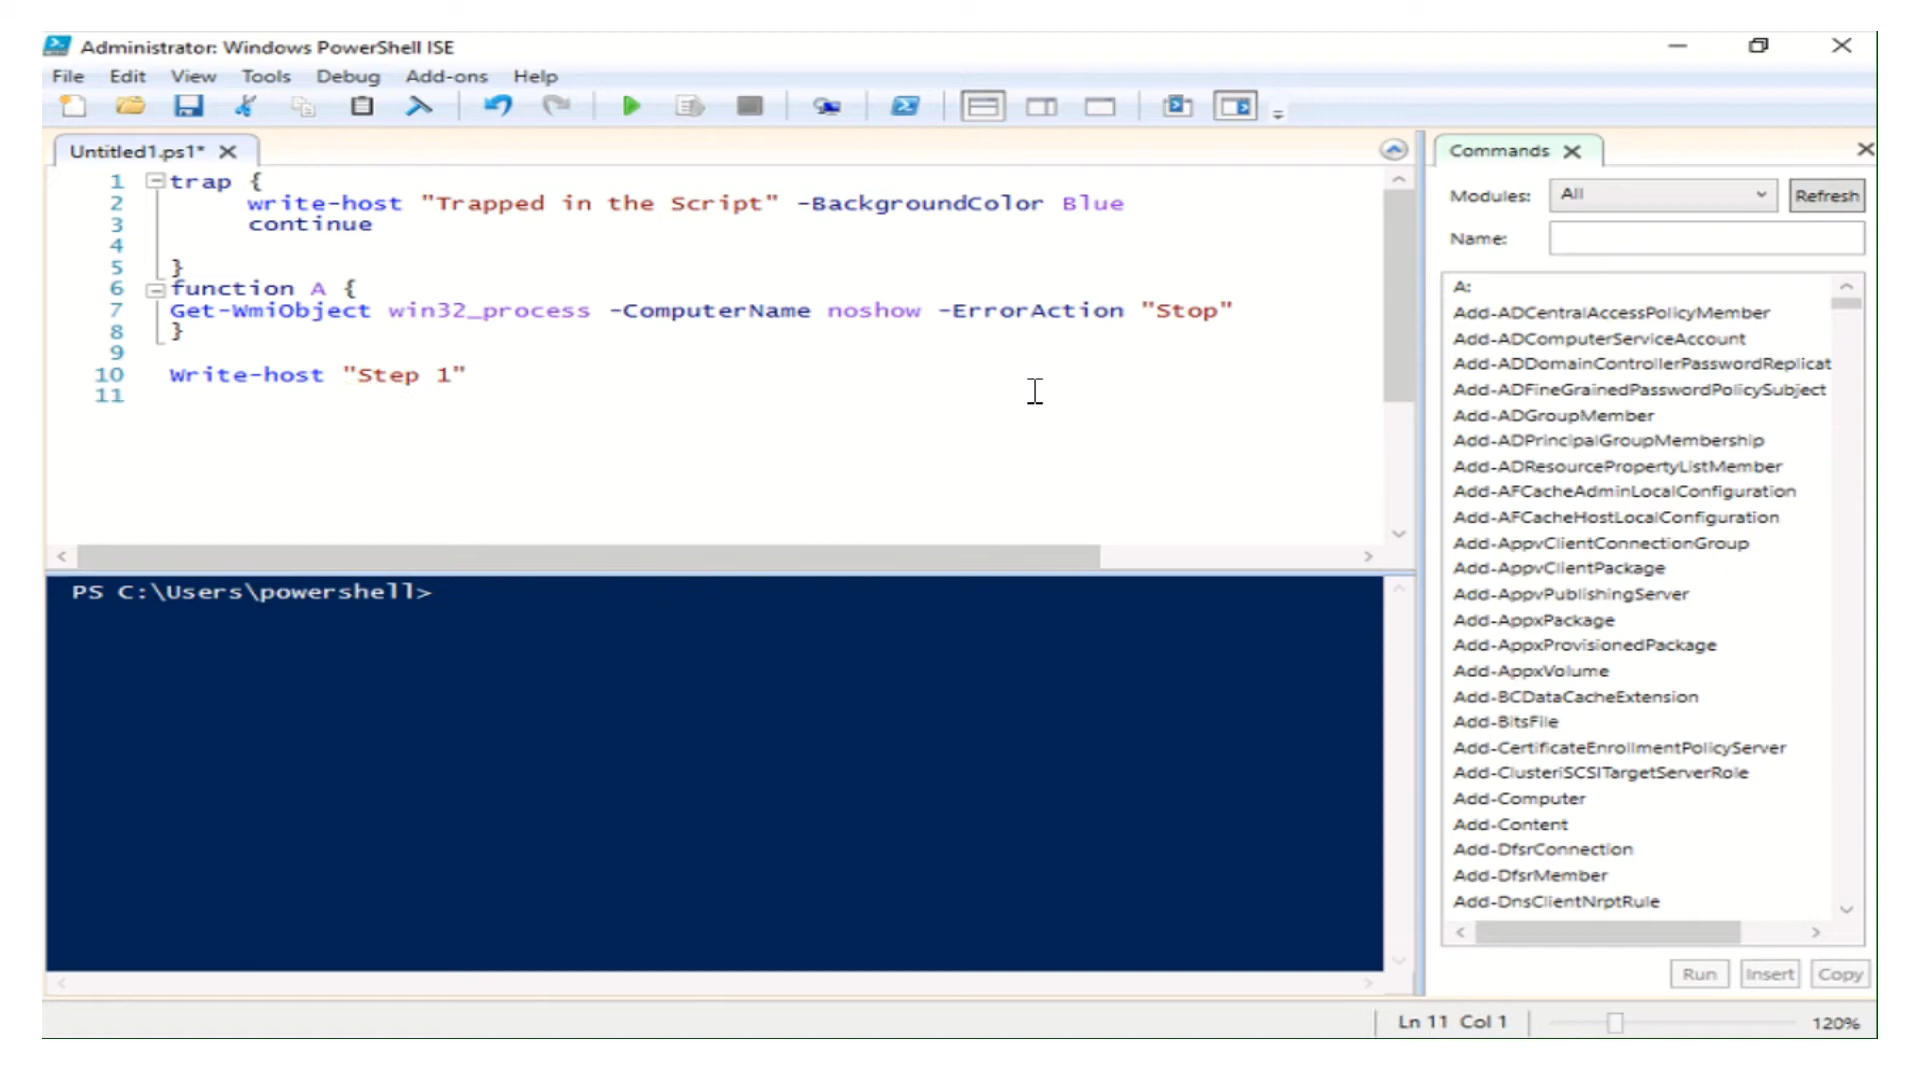 Administrator: Windows PowerShell ISE
File Edit View Tools Debug Add-ons Help
Untitled1.ps1*
1 trap {
2 write-host "Trapped in the Script" -BackgroundColor Blue
3 continue
4
5 }
6 function A {
7 Get-WmiObject win32_process -ComputerName noshow -ErrorAction "Stop"
8 }
9
10 Write-host "Step 1"
11
PS C:\Users\powershell>
Commands
Modules: All Refresh
Name:
A:
Add-ADCentralAccessPolicyMember
Add-ADComputerServiceAccount
Add-ADDomainControllerPasswordReplicat
Add-ADFineGrainedPasswordPolicySubject
Add-ADGroupMember
Add-ADPrincipalGroupMembership
Add-ADResourcePropertyListMember
Add-AFCacheAdminLocalConfiguration
Add-AFCacheHostLocalConfiguration
Add-AppvClientConnectionGroup
Add-AppvClientPackage
Add-AppvPublishingServer
Add-AppxPackage
Add-AppxProvisionedPackage
Add-AppxVolume
Add-BCDataCacheExtension
Add-BitsFile
Add-CertificateEnrollmentPolicyServer
Add-ClusteriSCSITargetServerRole
Add-Computer
Add-Content
Add-DfsrConnection
Add-DfsrMember
Add-DnsClientNrptRule
Run Insert Copy
Ln 11 Col 1 120%